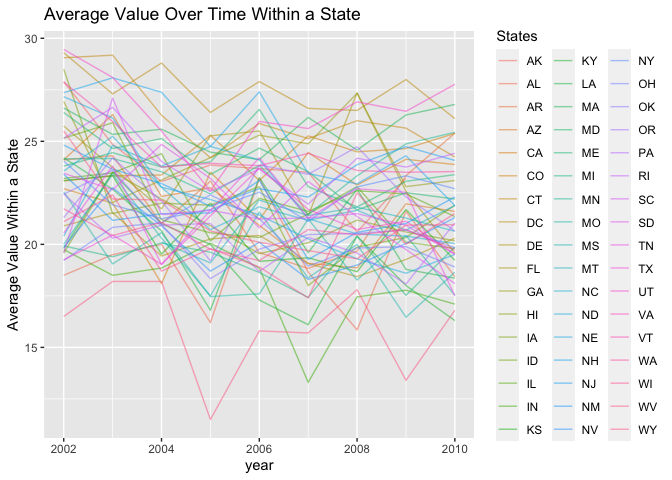 Average Value Over Time Within a State
Average Value Within a State
30
25
20
15
2002
2004
2006
2008
2010
year
States
AK
AL
AR
AZ
CA
CO
CT
DC
DE
FL
GA
HI
IA
ID
IL
IN
KS
KY
LA
MA
MD
ME
MI
MN
MO
MS
MT
NC
ND
NE
NH
NJ
NM
NV
NY
OH
OK
OR
PA
RI
SC
SD
TN
TX
UT
VA
VT
WA
WI
WV
WY